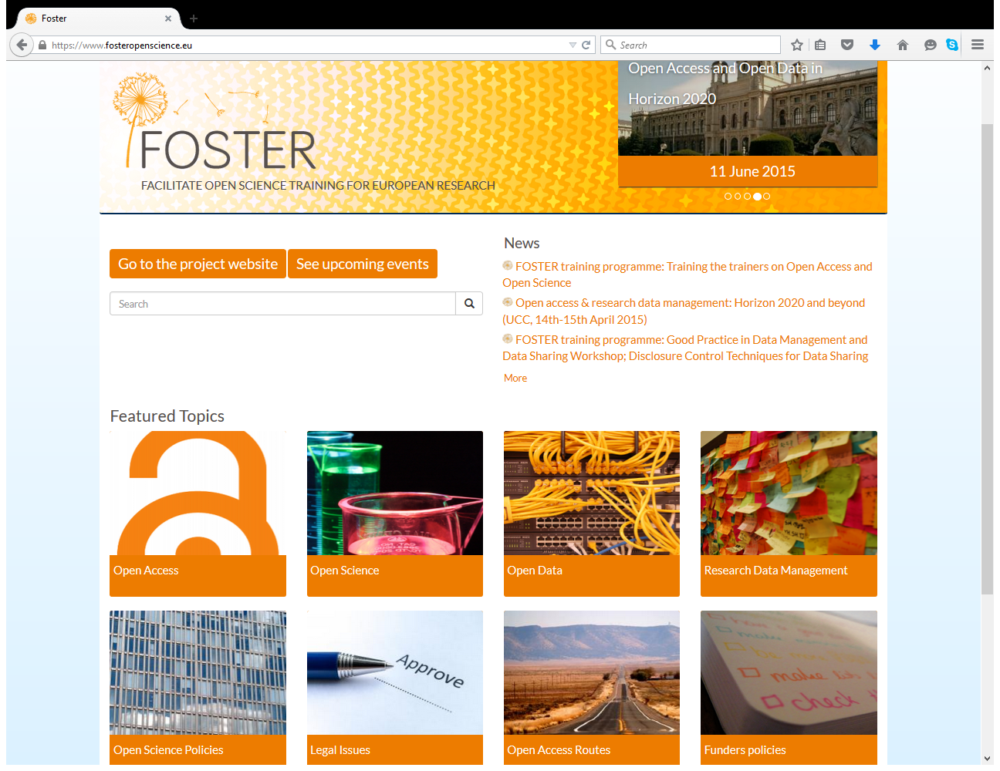 Foster
https://www.fosteropenscience.eu
Search
Open Access and Open Data in
Horizon 2020
11 June 2015
FOSTER
FACILITATE OPEN SCIENCE TRAINING FOR EUROPEAN RESEARCH
Go to the project website
See upcoming events
Search
News
FOSTER training programme: Training the trainers on Open Access and
Open Science
Open access & research data management: Horizon 2020 and beyond
(UCC, 14th-15th April 2015)
FOSTER training programme: Good Practice in Data Management and
Data Sharing Workshop; Disclosure Control Techniques for Data Sharing
More
Featured Topics
Open Access
Open Science
Open Data
Research Data Management
Approve
make lists
check
Open Science Policies
Legal Issues
Open Access Routes
Funders policies